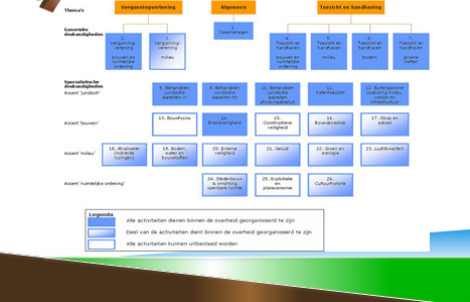 Thema's
Vergunningverlening
Algemeen
Toezicht en handhaving
Generieke deskundigheden
1. vergunning- verlening bouwen en ruimtelijke ordening
2. vergunning- verlening milieu
3. Casemanagen
4. Toezicht en handhaven bouwen en ruimtelijke ordening
5. Toezicht en handhaven milieu
6. Toezicht en handhaven bodem
7. Toezicht en handhaven groene wetten
Specialistische deskundigheden
Accent 'juridisch'
8. Behandelen juridische aspecten
9. Behandelen juridische aspecten
10. Behandelen juridische aspecten
11. Ketentoezicht
12. Buitengewone opsporing milieu, welzijn en infrastructuur
Accent 'bouwen'
13. Bouwfysica
14. Brandveiligheid
15. Constructieve veiligheid
16. Bouwakoestiek
17. Sloop en asbest
Accent 'milieu'
18. Afvalwater (indirecte lozingen)
19. Bodem, water en bouwstoffen
20. Externe veiligheid
21. Geluid
22. Groen en ecologie
23. Luchtkwaliteit
Accent 'ruimtelijke ordening'
24. Stedenbouw & inrichting openbare ruimte
25. Exploitatie en planeconomie
26. Cultuurhistorie
Legenda
Alle activiteiten dienen binnen de overheid georganiseerd te zijn
Deel van de activiteiten dient binnen de overheid georganiseerd te zijn
Alle activiteiten kunnen uitbesteed worden